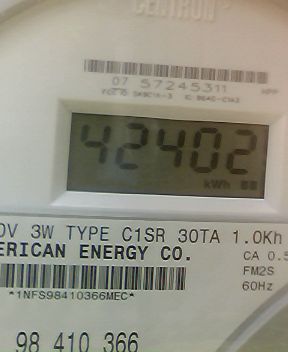 CENTRON
07 57245311
42402
kWh
0V 3W TYPE C1SR 30TA 1.0Kh
ERICAN ENERGY CO.
CA 0.5
*1NFS98410366MEC*
FM2S
60Hz
98 410 366